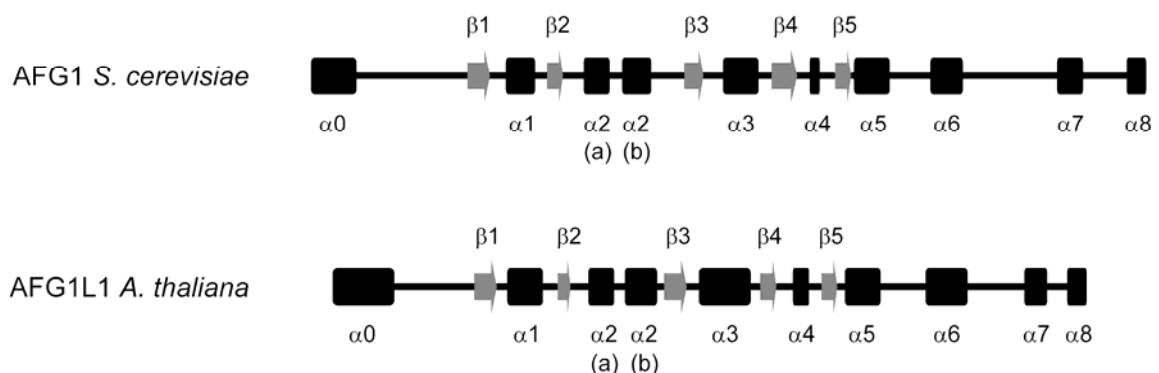 β1 β2 β3 β4 β5
AFG1 S. cerevisiae
α0 α1 α2 α2 α3 α4 α5 α6 α7 α8
(a) (b)
β1 β2 β3 β4 β5
AFG1L1 A. thaliana
α0 α1 α2 α2 α3 α4 α5 α6 α7 α8
(a) (b)